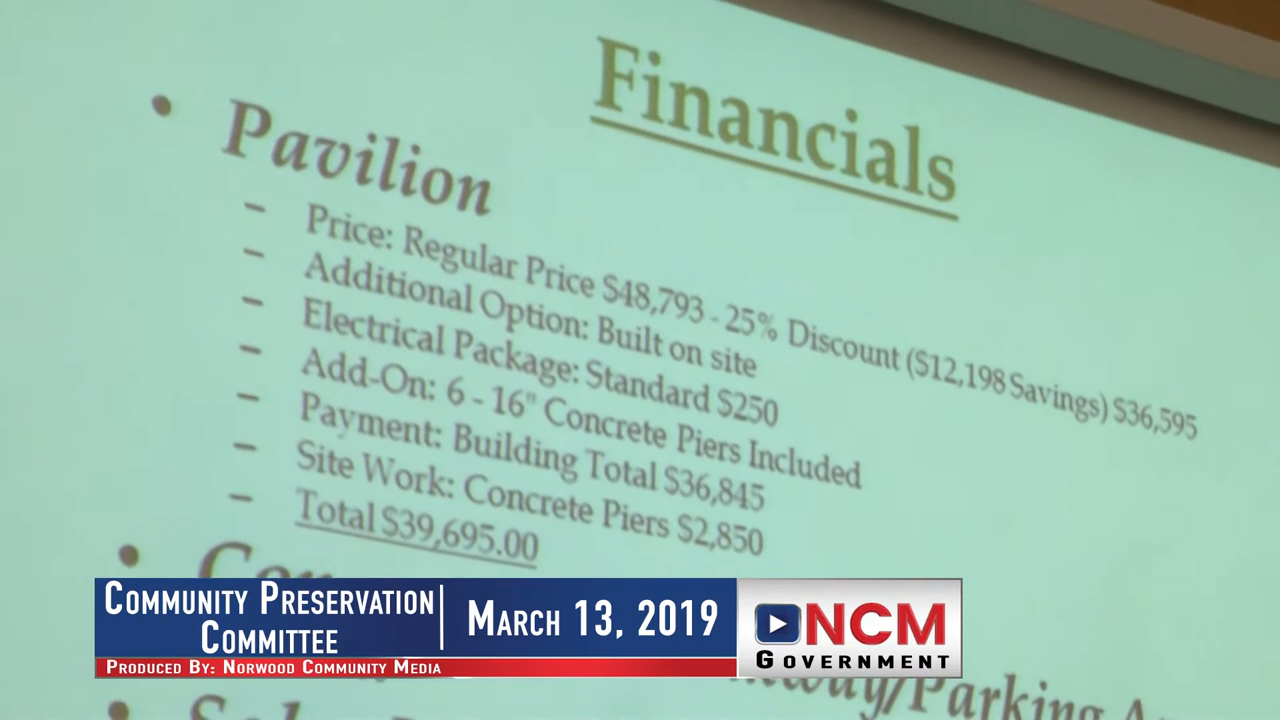 Financials
• Pavilion
– Price: Regular Price $48,793 - 25% Discount ($12,198 Savings) $36,595
– Additional Option: Built on site
– Electrical Package: Standard $250
– Add-On: 6 - 16" Concrete Piers Included
– Payment: Building Total $36,845
– Site Work: Concrete Piers $2,850
– Total $39,695.00
Community Preservation
Committee
March 13, 2019
NCM
Government
Produced By: Norwood Community Media
/Parking